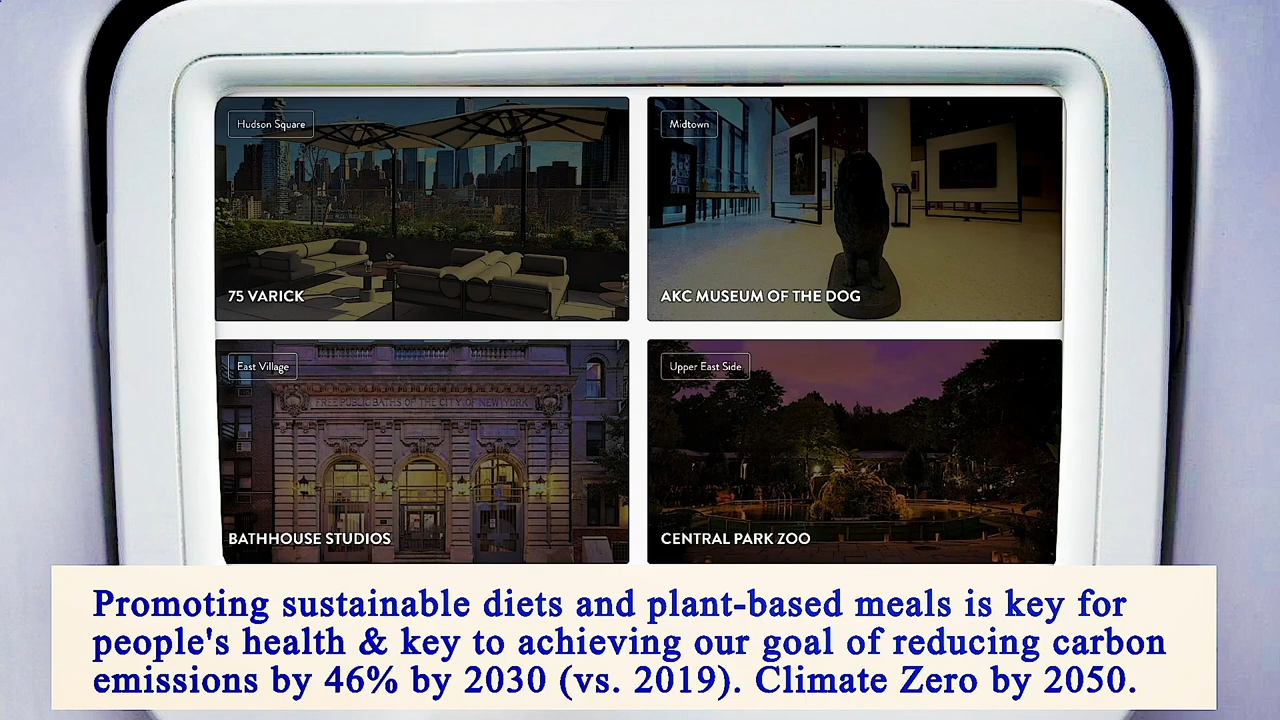 Hudson Square
75 VARICK
Midtown
AKC MUSEUM OF THE DOG
East Village
FREE PUBLIC BATHS OF THE CITY OF NEW YORK
BATHHOUSE STUDIOS
Upper East Side
CENTRAL PARK ZOO
Promoting sustainable diets and plant-based meals is key for
people's health & key to achieving our goal of reducing carbon
emissions by 46% by 2030 (vs. 2019). Climate Zero by 2050.